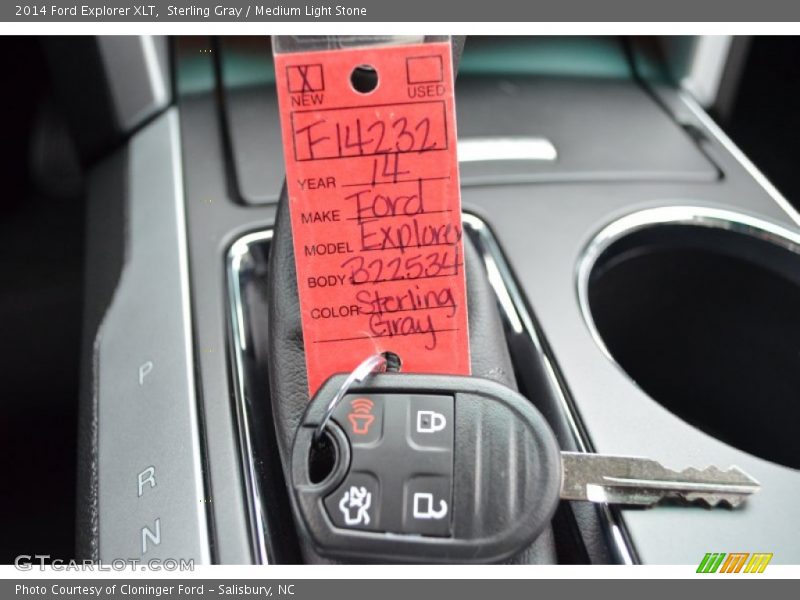 2014 Ford Explorer XLT,  Sterling Gray / Medium Light Stone
X
NEW
USED
F14232
YEAR 14
MAKE Ford
MODEL Explorer
BODY B22534
COLOR Sterling
Gray
P
R
N
GTCARLOT.COM
Photo Courtesy of Cloninger Ford - Salisbury, NC